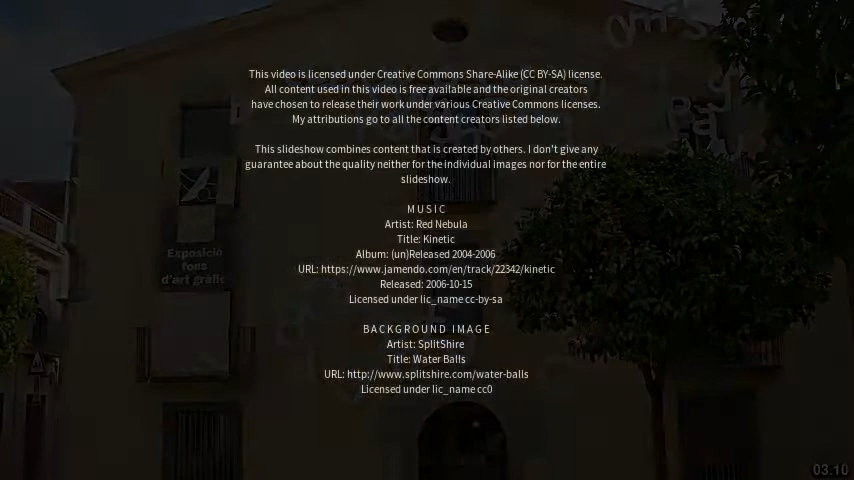 This video is licensed under Creative Commons Share-Alike (CC BY-SA) license.
All content used in this video is free available and the original creators
have chosen to release their work under various Creative Commons licenses.
My attributions go to all the content creators listed below.
This slideshow combines content that is created by others. I don't give any
guarantee about the quality neither for the individual images nor for the entire
slideshow.
MUSIC
Artist: Red Nebula
Title: Kinetic
Album: (un)Released 2004-2006
URL: https://www.jamendo.com/en/track/22342/kinetic
Released: 2006-10-15
Licensed under lic_name cc-by-sa
BACKGROUND IMAGE
Artist: SplitShire
Title: Water Balls
URL: http://www.splitshire.com/water-balls
Licensed under lic_name cc0
Exposició
fons
d'art gràfic
03.10